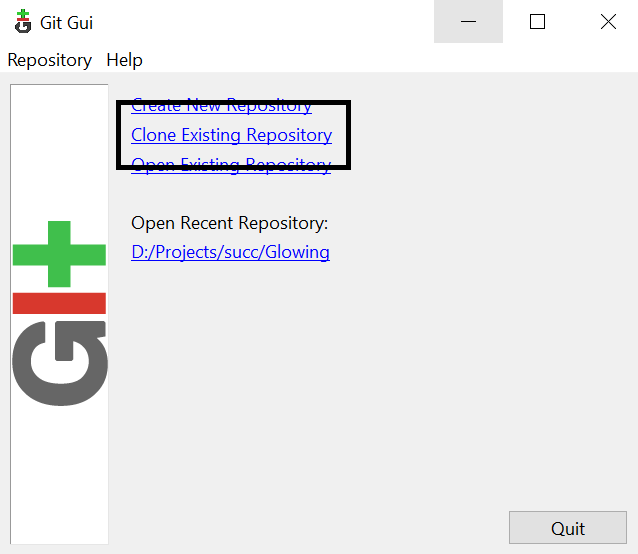 Git Gui
Repository Help
Create New Repository
Clone Existing Repository
Open Existing Repository
Open Recent Repository:
D:/Projects/succ/Glowing
GIt
Quit